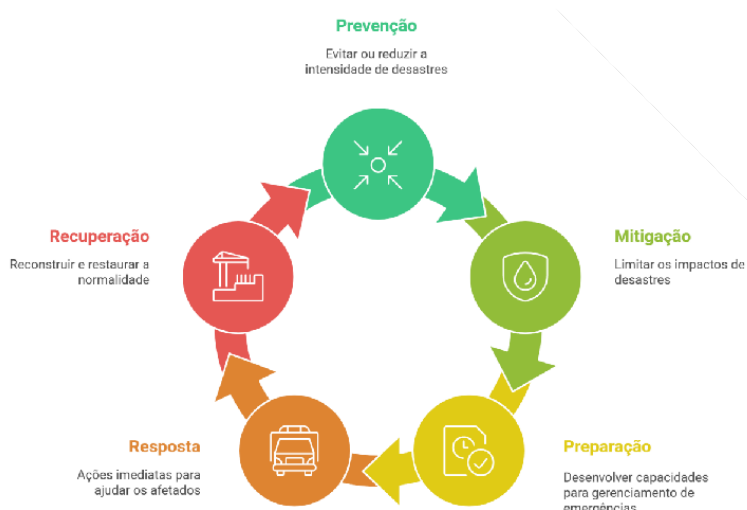 Prevenção
Evitar ou reduzir a
intensidade de desastres
Mitigação
Limitar os impactos de
desastres
Preparação
Desenvolver capacidades
para gerenciamento de
emergências
Resposta
Ações imediatas para
ajudar os afetados
Recuperação
Reconstruir e restaurar a
normalidade